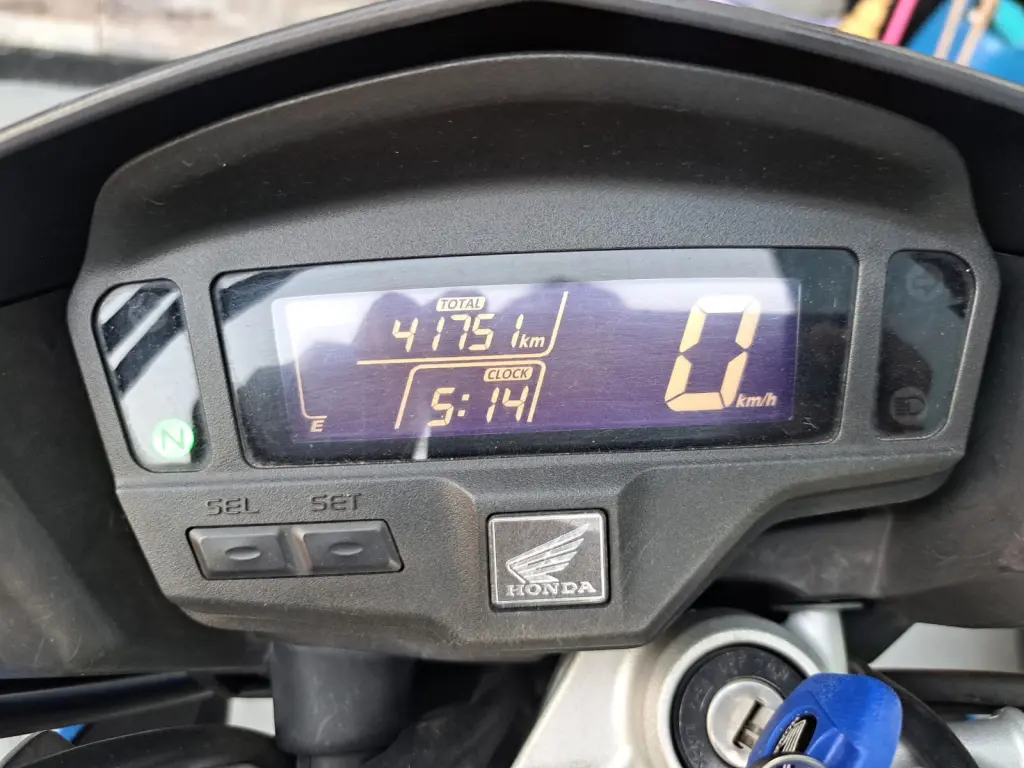 TOTAL
41751km
CLOCK
5:14
E
0 km/h
N
SEL SET
HONDA